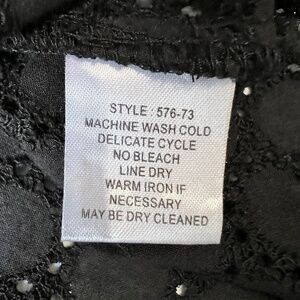 STYLE : 576-73
MACHINE WASH COLD
DELICATE CYCLE
NO BLEACH
LINE DRY
WARM IRON IF
NECESSARY
MAY BE DRY CLEANED